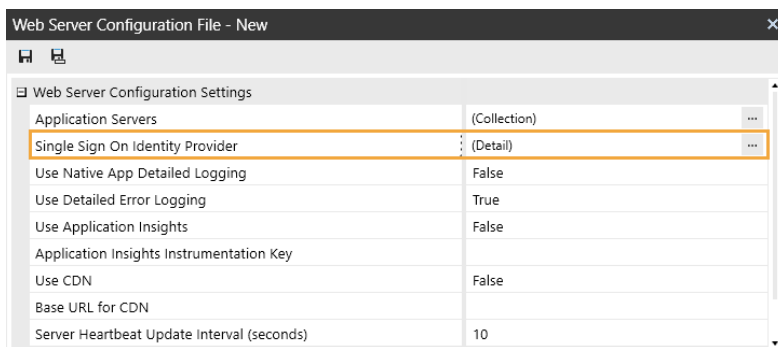 Web Server Configuration File - New
Web Server Configuration Settings
Application Servers (Collection) ...
Single Sign On Identity Provider (Detail) ...
Use Native App Detailed Logging False
Use Detailed Error Logging True
Use Application Insights False
Application Insights Instrumentation Key
Use CDN False
Base URL for CDN
Server Heartbeat Update Interval (seconds) 10